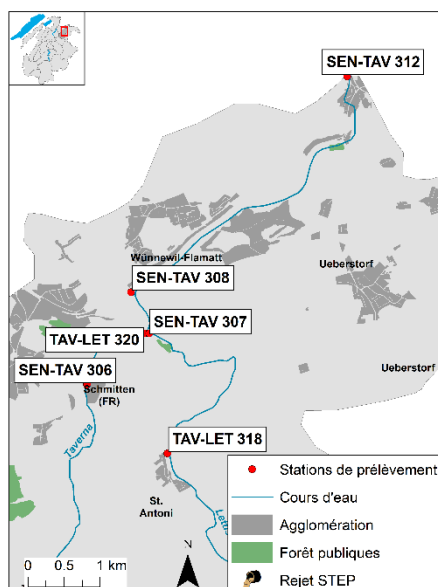 SEN-TAV 312
Wünnewil-Flamatt
Ueberstorf
SEN-TAV 308
SEN-TAV 307
TAV-LET 320
SEN-TAV 306
Ueberstorf
Schmitten
(FR)
Taverna
TAV-LET 318
St.
Antoni
N
Stations de prélèvement
Cours d'eau
Agglomération
Forêt publiques
Rejet STEP
0 0.5 1 km